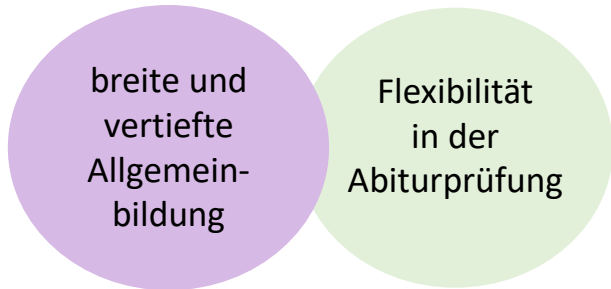 breite und
vertiefte
Allgemein-
bildung
Flexibilität
in der
Abiturprüfung